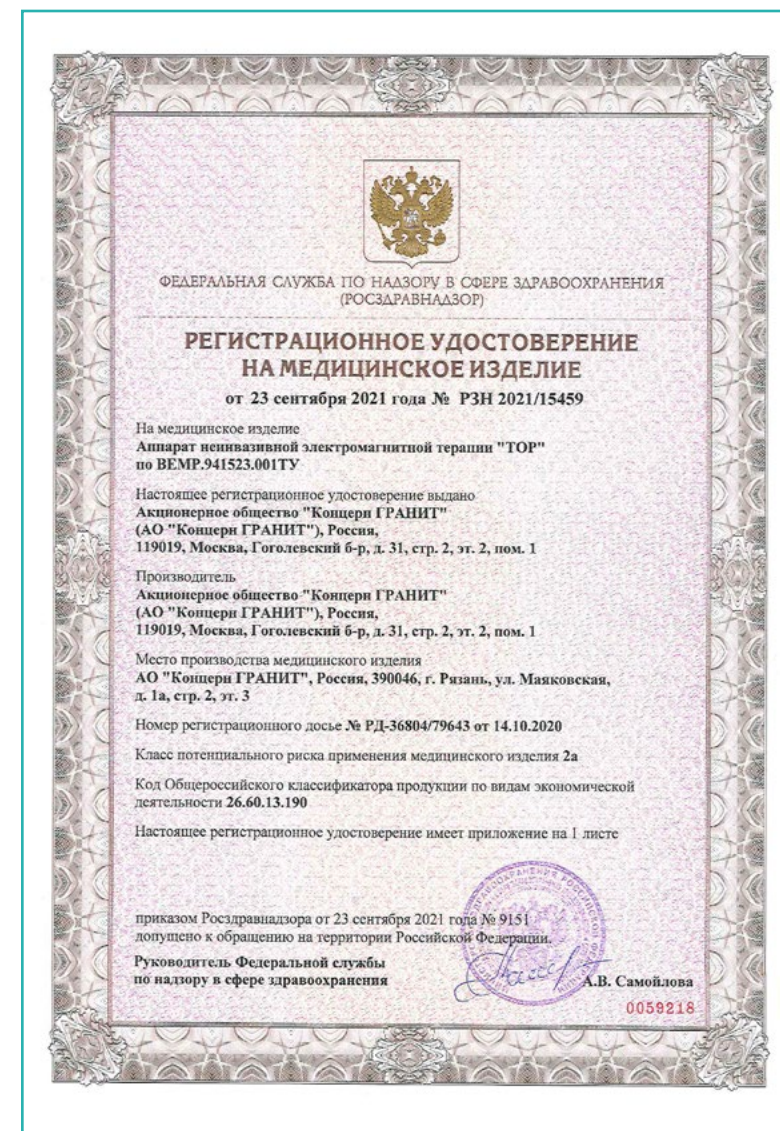 ФЕДЕРАЛЬНАЯ СЛУЖБА ПО НАДЗОРУ В СФЕРЕ ЗДРАВООХРАНЕНИЯ
(РОСЗДРАВНАДЗОР)
РЕГИСТРАЦИОННОЕ УДОСТОВЕРЕНИЕ
НА МЕДИЦИНСКОЕ ИЗДЕЛИЕ
от 23 сентября 2021 года № РЗН 2021/15459
На медицинское изделие
Аппарат неинвазивной электромагнитной терапии "ТОР"
по ВЕМР.941523.001ТУ
Настоящее регистрационное удостоверение выдано
Акционерное общество "Концерн ГРАНИТ"
(АО "Концерн ГРАНИТ"), Россия,
119019, Москва, Гоголевский б-р, д. 31, стр. 2, эт. 2, пом. 1
Производитель
Акционерное общество "Концерн ГРАНИТ"
(АО "Концерн ГРАНИТ"), Россия,
119019, Москва, Гоголевский б-р, д. 31, стр. 2, эт. 2, пом. 1
Место производства медицинского изделия
АО "Концерн ГРАНИТ", Россия, 390046, г. Рязань, ул. Маяковская,
д. 1а, стр. 2, эт. 3
Номер регистрационного досье № РД-36804/79643 от 14.10.2020
Класс потенциального риска применения медицинского изделия 2а
Код Общероссийского классификатора продукции по видам экономической
деятельности 26.60.13.190
Настоящее регистрационное удостоверение имеет приложение на 1 листе
приказом Росздравнадзора от 23 сентября 2021 года № 9151
допущено к обращению на территории Российской Федерации.
Руководитель Федеральной службы
по надзору в сфере здравоохранения
А.В. Самойлова
0059218